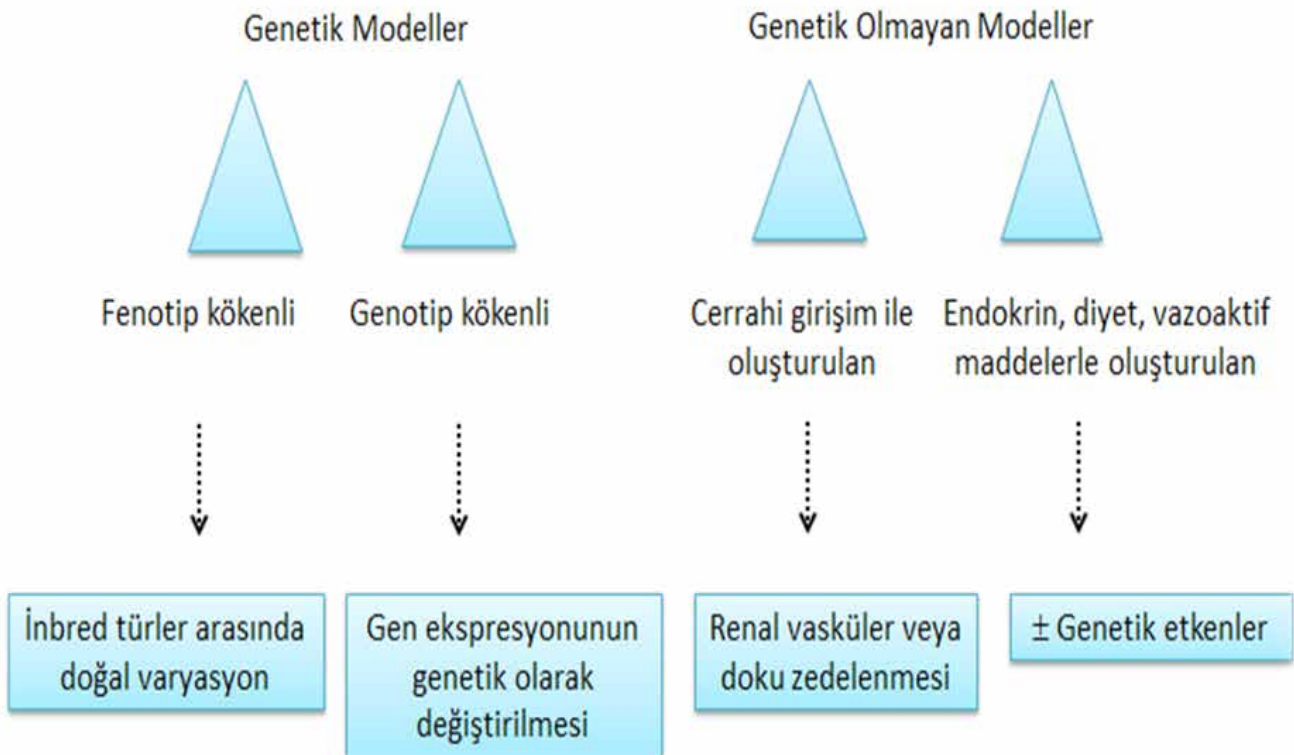 Genetik Modeller
Genetik Olmayan Modeller
Fenotip kökenli
Genotip kökenli
Cerrahi girişim ile
oluşturulan
Endokrin, diyet, vazoaktif
maddelerle oluşturulan
İnbred türler arasında
doğal varyasyon
Gen ekspresyonunun
genetik olarak
değiştirilmesi
Renal vasküler veya
doku zedelenmesi
± Genetik etkenler